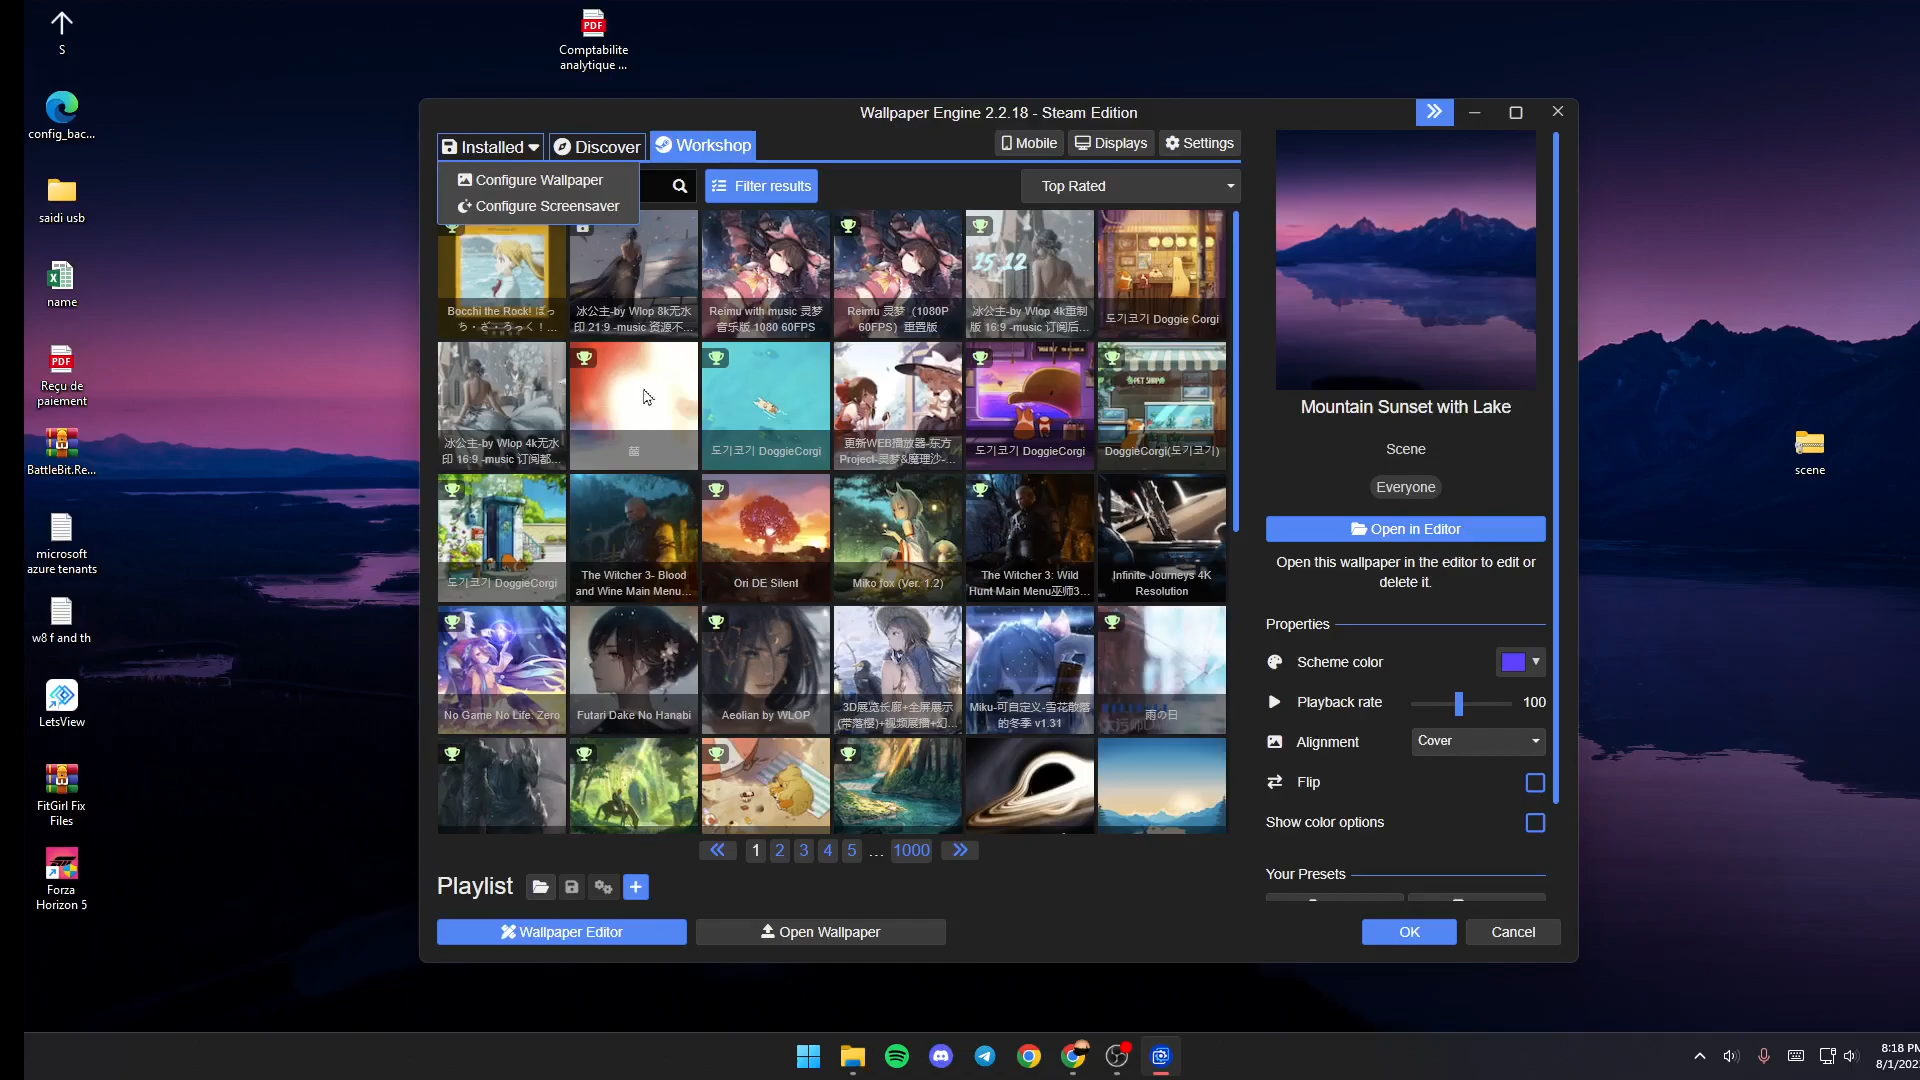 S
config_bac...
saidi usb
name
Reçu de
paiement
BattleBit.Re...
microsoft
azure tenants
w8 f and th
LetsView
FitGirl Fix
Files
Forza
Horizon 5
PDF
Comptabilite
analytique ...
Wallpaper Engine 2.2.18 - Steam Edition
Installed
Discover
Workshop
Mobile
Displays
Settings
Configure Wallpaper
Configure Screensaver
Filter results
Top Rated
Bocchi the Rock! ぼっ
ち・ざ・ろっく！...
冰公主-by Wlop 8k无水
印 21:9 -music 资源不...
Reimu with music 灵梦
音乐版 1080 60FPS
Reimu 灵梦（1080P
60FPS）重置版
15:12
冰公主-by Wlop 4k重制
版 16:9 -music 订阅后...
도기코기 Doggie Corgi
冰公主-by Wlop 4k无水
印 16:9 -music 订阅都...
도기코기 DoggieCorgi
更新WEB播放器-东方
Project-灵梦&魔理沙-...
도기코기 DoggieCorgi
DoggieCorgi(도기코기)
도기코기 DoggieCorgi
The Witcher 3- Blood
and Wine Main Menu...
Ori DE Silent
Miko fox (Ver. 1.2)
The Witcher 3: Wild
Hunt Main Menu巫师3...
Infinite Journeys 4K
Resolution
No Game No Life: Zero
Futari Dake No Hanabi
Aeolian by WLOP
3D展览长廊+全屏展示
(带落樱)+视频展播+幻...
Miku-可自定义-雪花散落
的冬季 v1.31
雨の日
1 2 3 4 5 ... 1000
Playlist
Wallpaper Editor
Open Wallpaper
Mountain Sunset with Lake
Scene
Everyone
Open in Editor
Open this wallpaper in the editor to edit or
delete it.
Properties
Scheme color
Playback rate
100
Alignment
Cover
Flip
Show color options
Your Presets
OK
Cancel
scene
8:18 PM
8/1/202